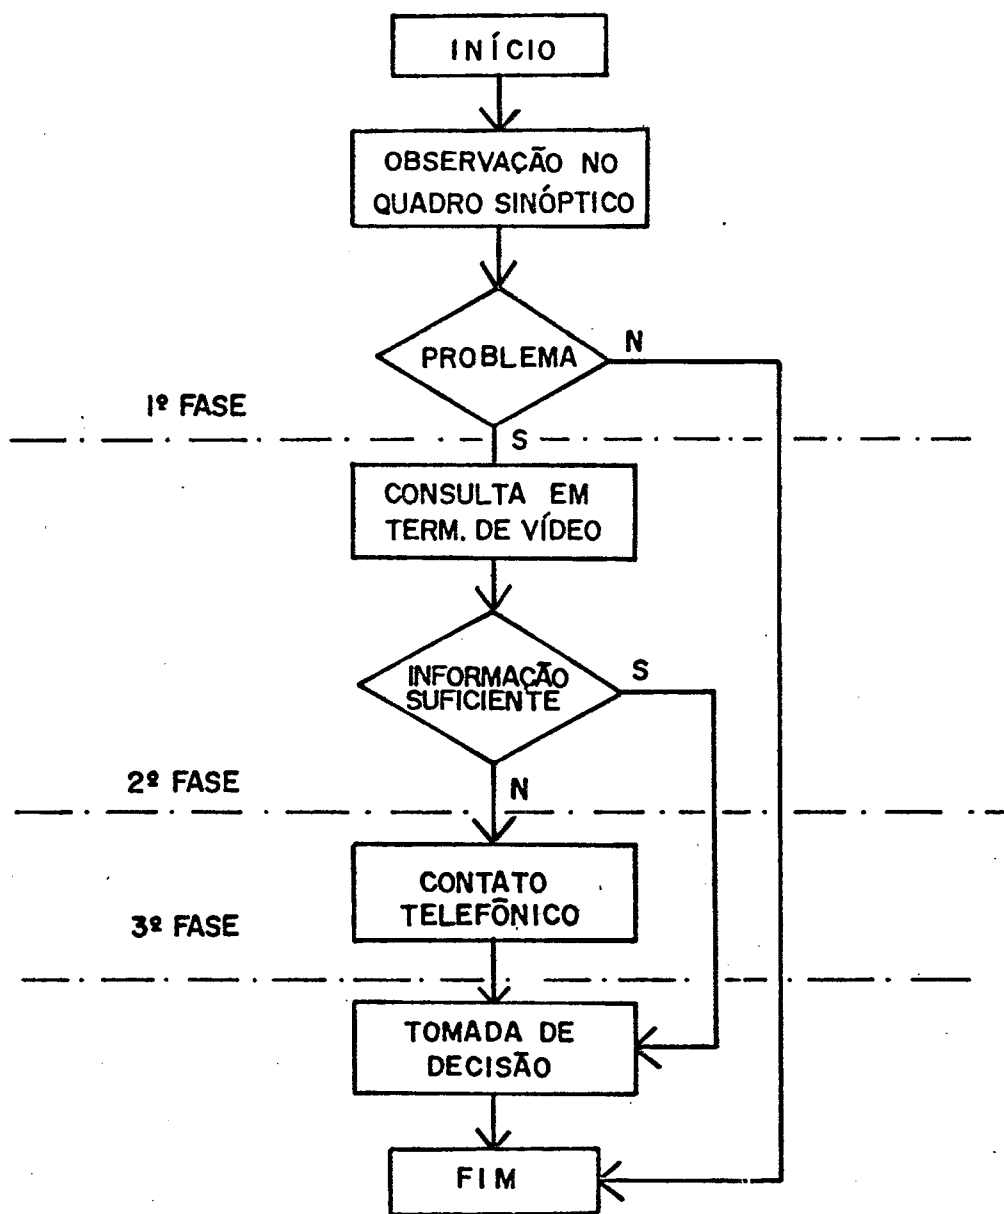 INÍCIO
OBSERVAÇÃO NO
QUADRO SINÓPTICO
PROBLEMA
N
1º FASE
S
CONSULTA EM
TERM. DE VÍDEO
INFORMAÇÃO
SUFICIENTE
S
2º FASE
N
CONTATO
TELEFÔNICO
3º FASE
TOMADA DE
DECISÃO
FIM